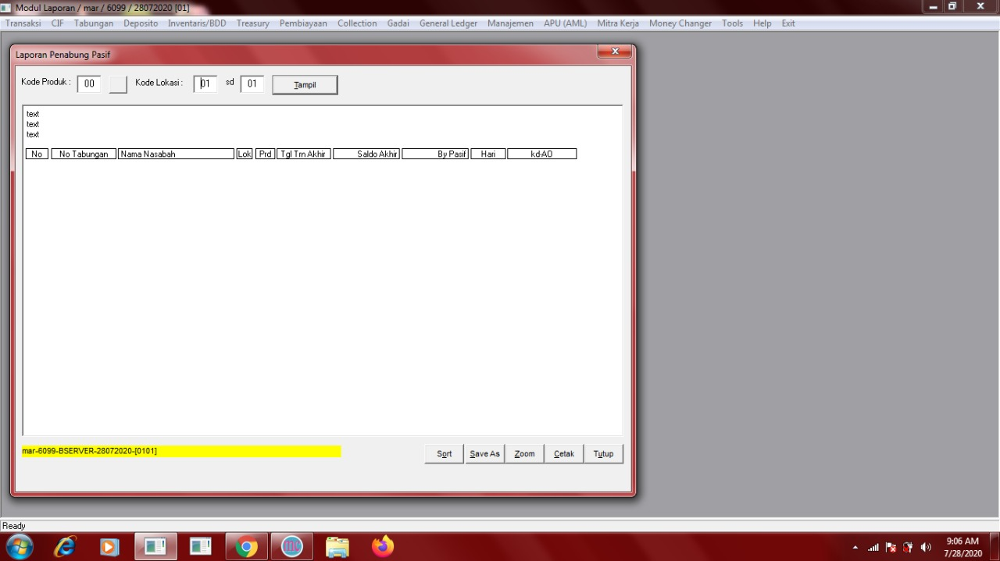 Modul Laporan / mar / 6099 / 28072020 [01]
Transaksi CIF Tabungan Deposito Inventaris/BDD Treasury Pembiayaan Collection Gadai General Ledger Manajemen APU (AML) Mitra Kerja Money Changer Tools Help Exit
Laporan Penabung Pasif
Kode Produk : 00 Kode Lokasi : 01 sd 01 Tampil
text
text
text
No No Tabungan Nama Nasabah Lok Prd Tgl Trn Akhir Saldo Akhir By Pasif Hari kd-AO
mar-6099-BSERVER-28072020-[0101] Sort Save As Zoom Cetak Tutup
Ready
mc
9:06 AM
7/28/2020